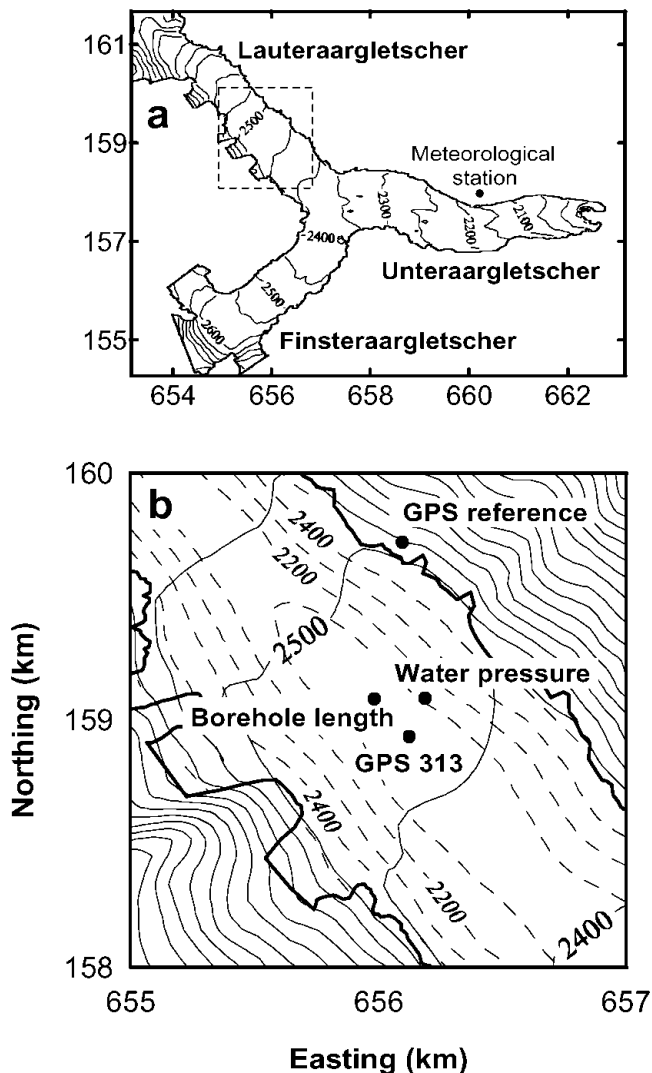 161
159
157
155
654
656
658
660
662
a
Lauteraargletscher
2500
Meteorological
station
2300
2200
2100
2400
Unteraargletscher
2500
2600
Finsteraargletscher
160
159
158
655
656
657
Northing (km)
Easting (km)
b
2400
2200
GPS reference
2500
Water pressure
Borehole length
GPS 313
2400
2200
2400